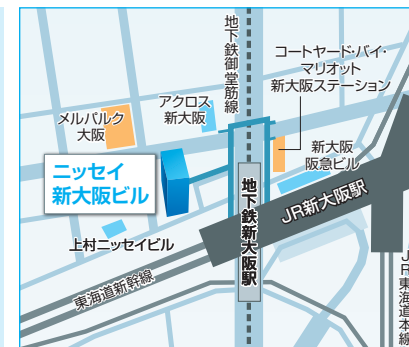 地下鉄御堂筋線
コートヤード・バイ・
マリオット
新大阪ステーション
アクロス
新大阪
メルパルク
大阪
新大阪
阪急ビル
ニッセイ
新大阪ビル
地下鉄新大阪駅
JR新大阪駅
上村ニッセイビル
東海道新幹線
JR東海道本線